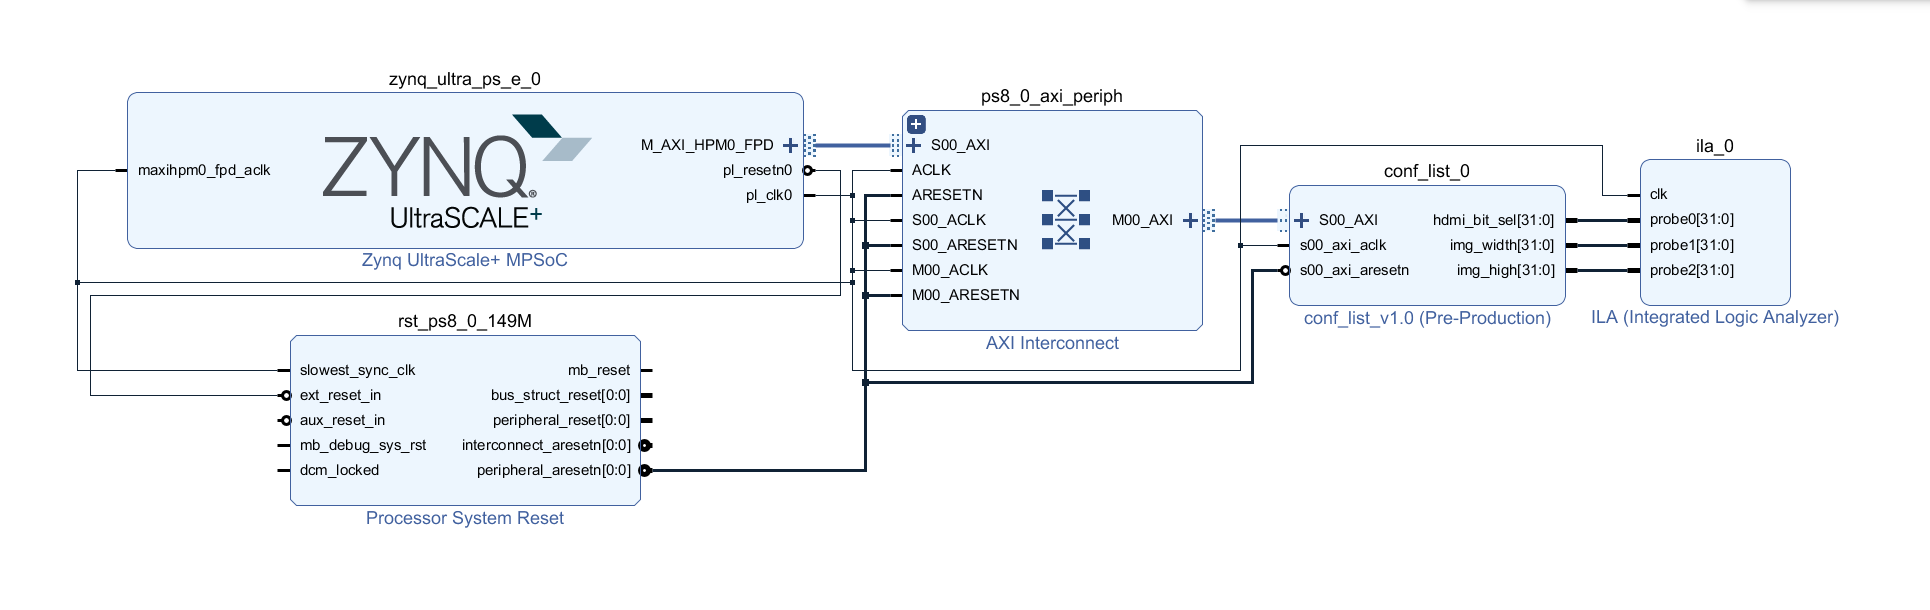 zynq_ultra_ps_e_0
ZYNQ®
UltraSCALE+
maxihpm0_fpd_aclk
M_AXI_HPM0_FPD
pl_resetn0
pl_clk0
Zynq UltraScale+ MPSoC
rst_ps8_0_149M
slowest_sync_clk
ext_reset_in
aux_reset_in
mb_debug_sys_rst
dcm_locked
mb_reset
bus_struct_reset[0:0]
peripheral_reset[0:0]
interconnect_aresetn[0:0]
peripheral_aresetn[0:0]
Processor System Reset
ps8_0_axi_periph
S00_AXI
ACLK
ARESETN
S00_ACLK
S00_ARESETN
M00_ACLK
M00_ARESETN
M00_AXI
AXI Interconnect
conf_list_0
S00_AXI
s00_axi_aclk
s00_axi_aresetn
hdmi_bit_sel[31:0]
img_width[31:0]
img_high[31:0]
conf_list_v1.0 (Pre-Production)
ila_0
clk
probe0[31:0]
probe1[31:0]
probe2[31:0]
ILA (Integrated Logic Analyzer)